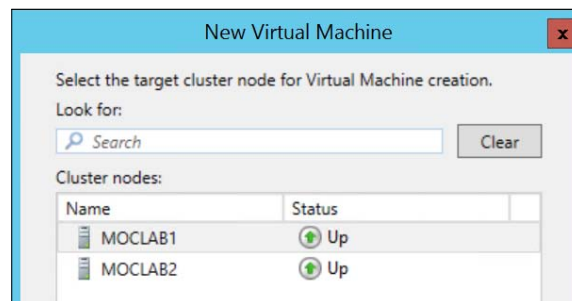 New Virtual Machine
x
Select the target cluster node for Virtual Machine creation.
Look for:
Search
Clear
Cluster nodes:
Name Status
MOCLAB1 Up
MOCLAB2 Up